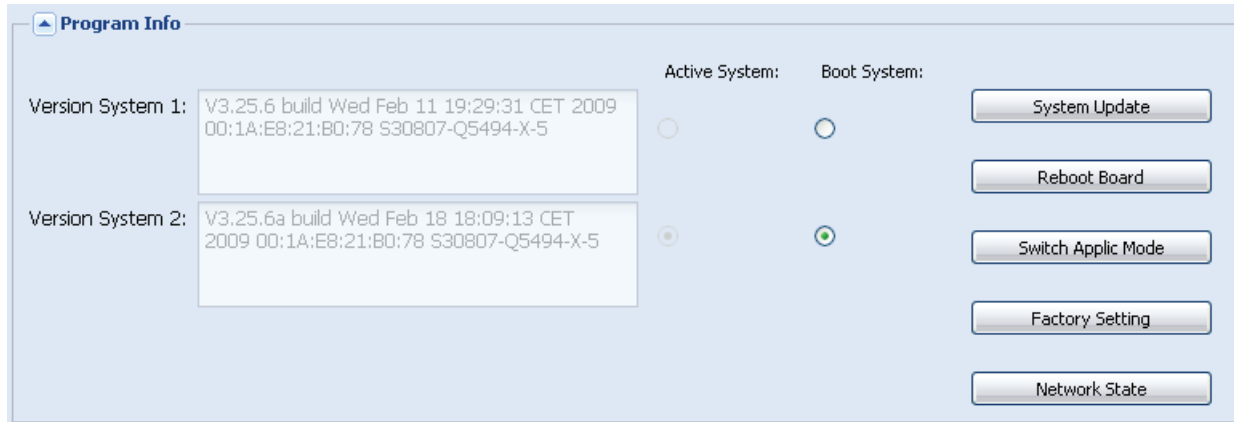 Program Info
Active System:
Boot System:
Version System 1:
V3.25.6 build Wed Feb 11 19:29:31 CET 2009
00:1A:E8:21:B0:78 S30807-Q5494-X-5
System Update
Reboot Board
Version System 2:
V3.25.6a build Wed Feb 18 18:09:13 CET
2009 00:1A:E8:21:B0:78 S30807-Q5494-X-5
Switch Applic Mode
Factory Setting
Network State